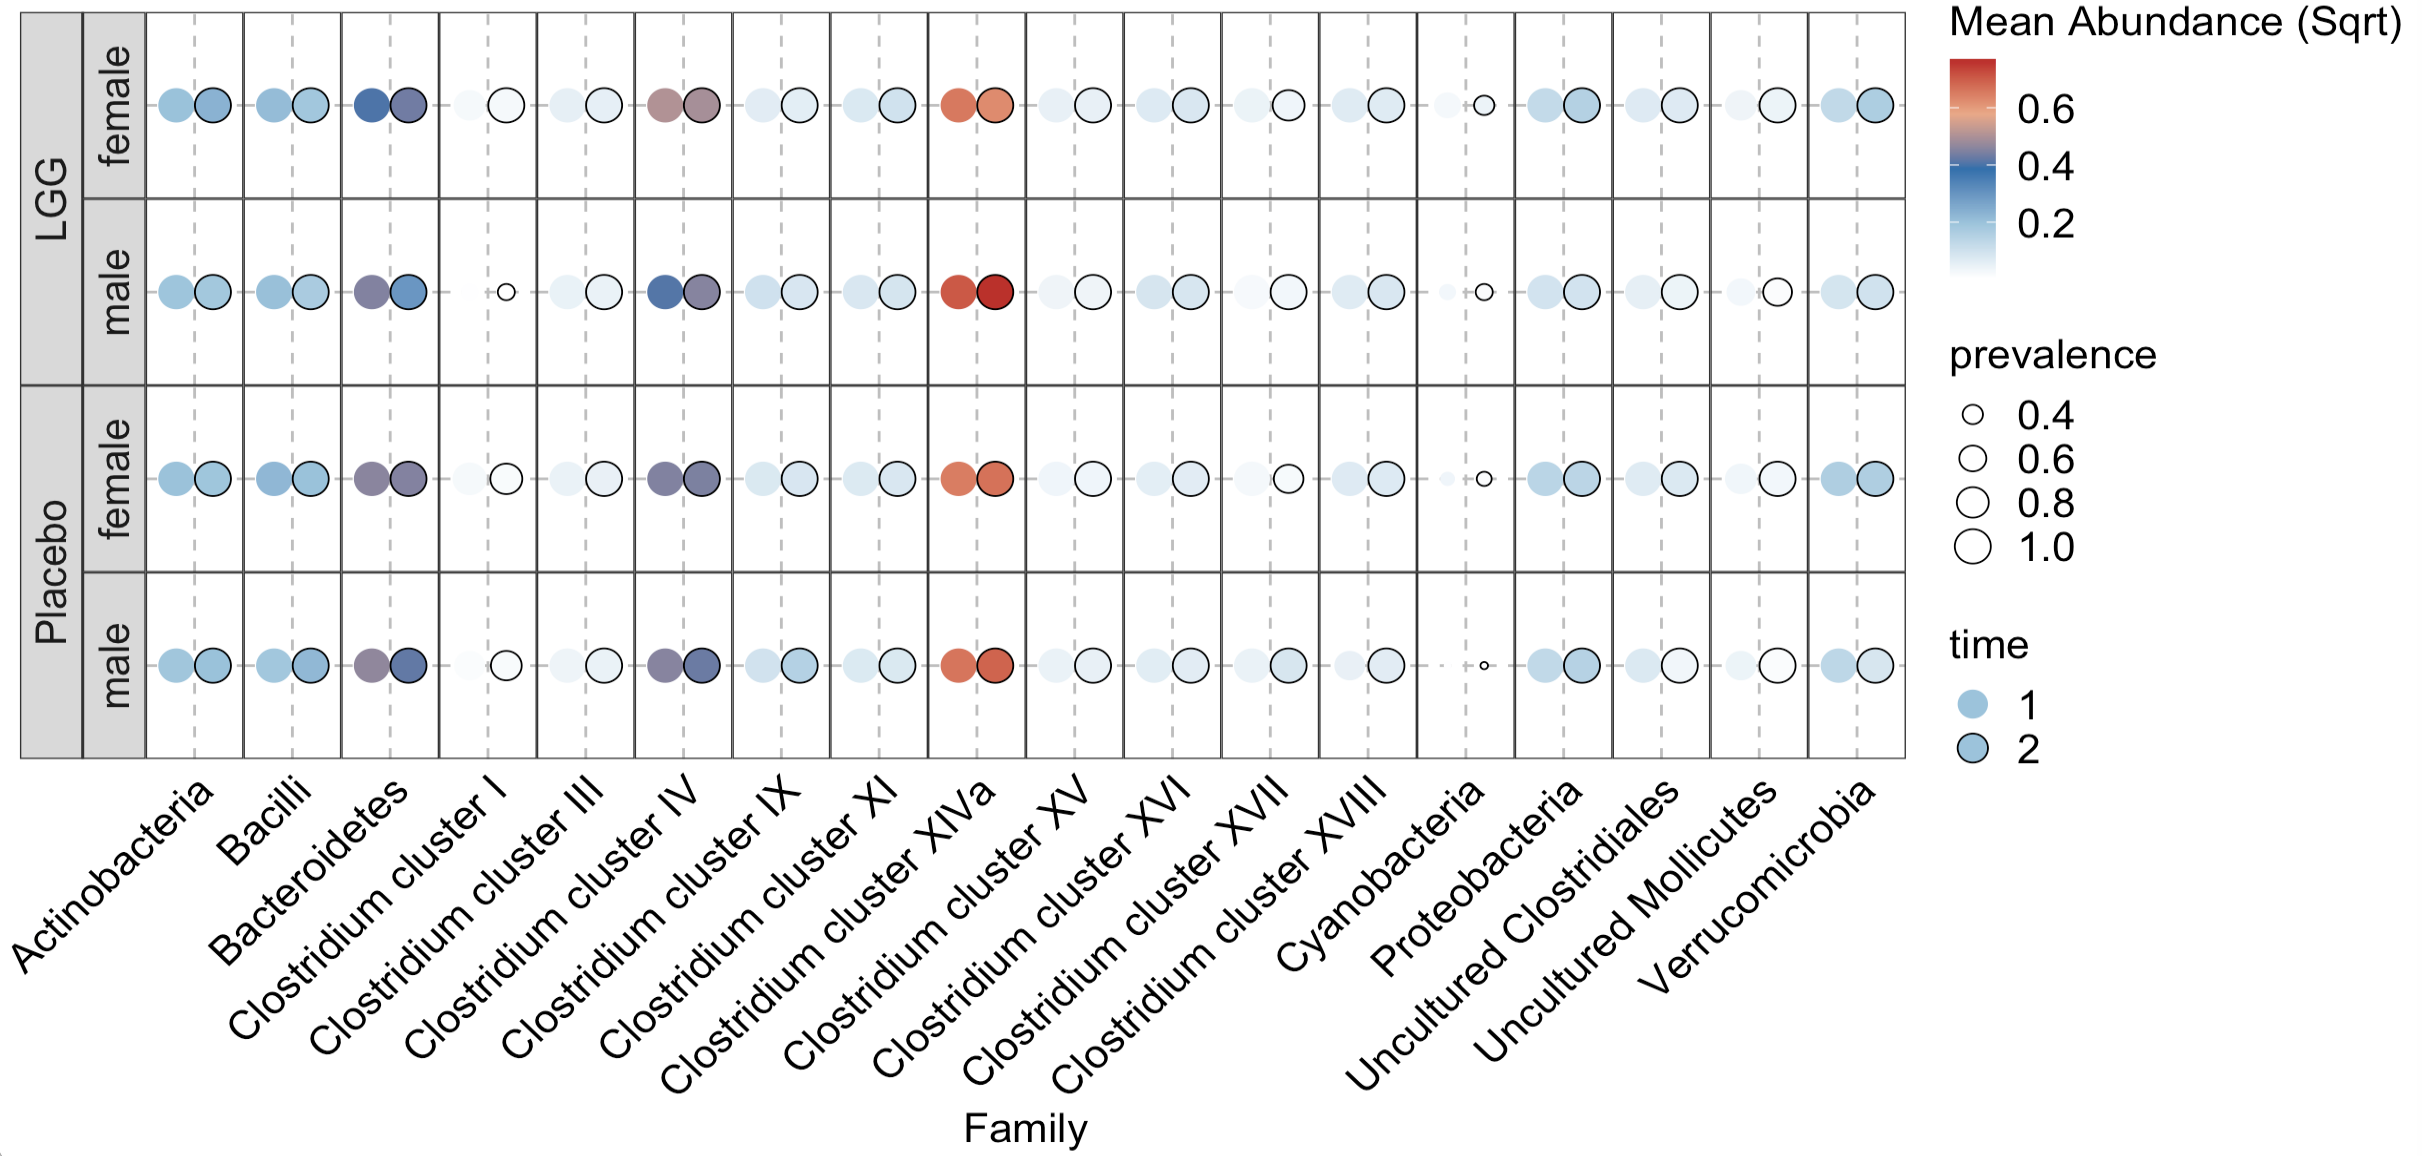 LGG
female
male
Placebo
female
male
Actinobacteria
Bacilli
Bacteroidetes
Clostridium cluster I
Clostridium cluster III
Clostridium cluster IV
Clostridium cluster IX
Clostridium cluster XI
Clostridium cluster XIVa
Clostridium cluster XV
Clostridium cluster XVI
Clostridium cluster XVII
Clostridium cluster XVIII
Cyanobacteria
Proteobacteria
Uncultured Clostridiales
Uncultured Mollicutes
Verrucomicrobia
Family
Mean Abundance (Sqrt)
0.6
0.4
0.2
prevalence
0.4
0.6
0.8
1.0
time
1
2